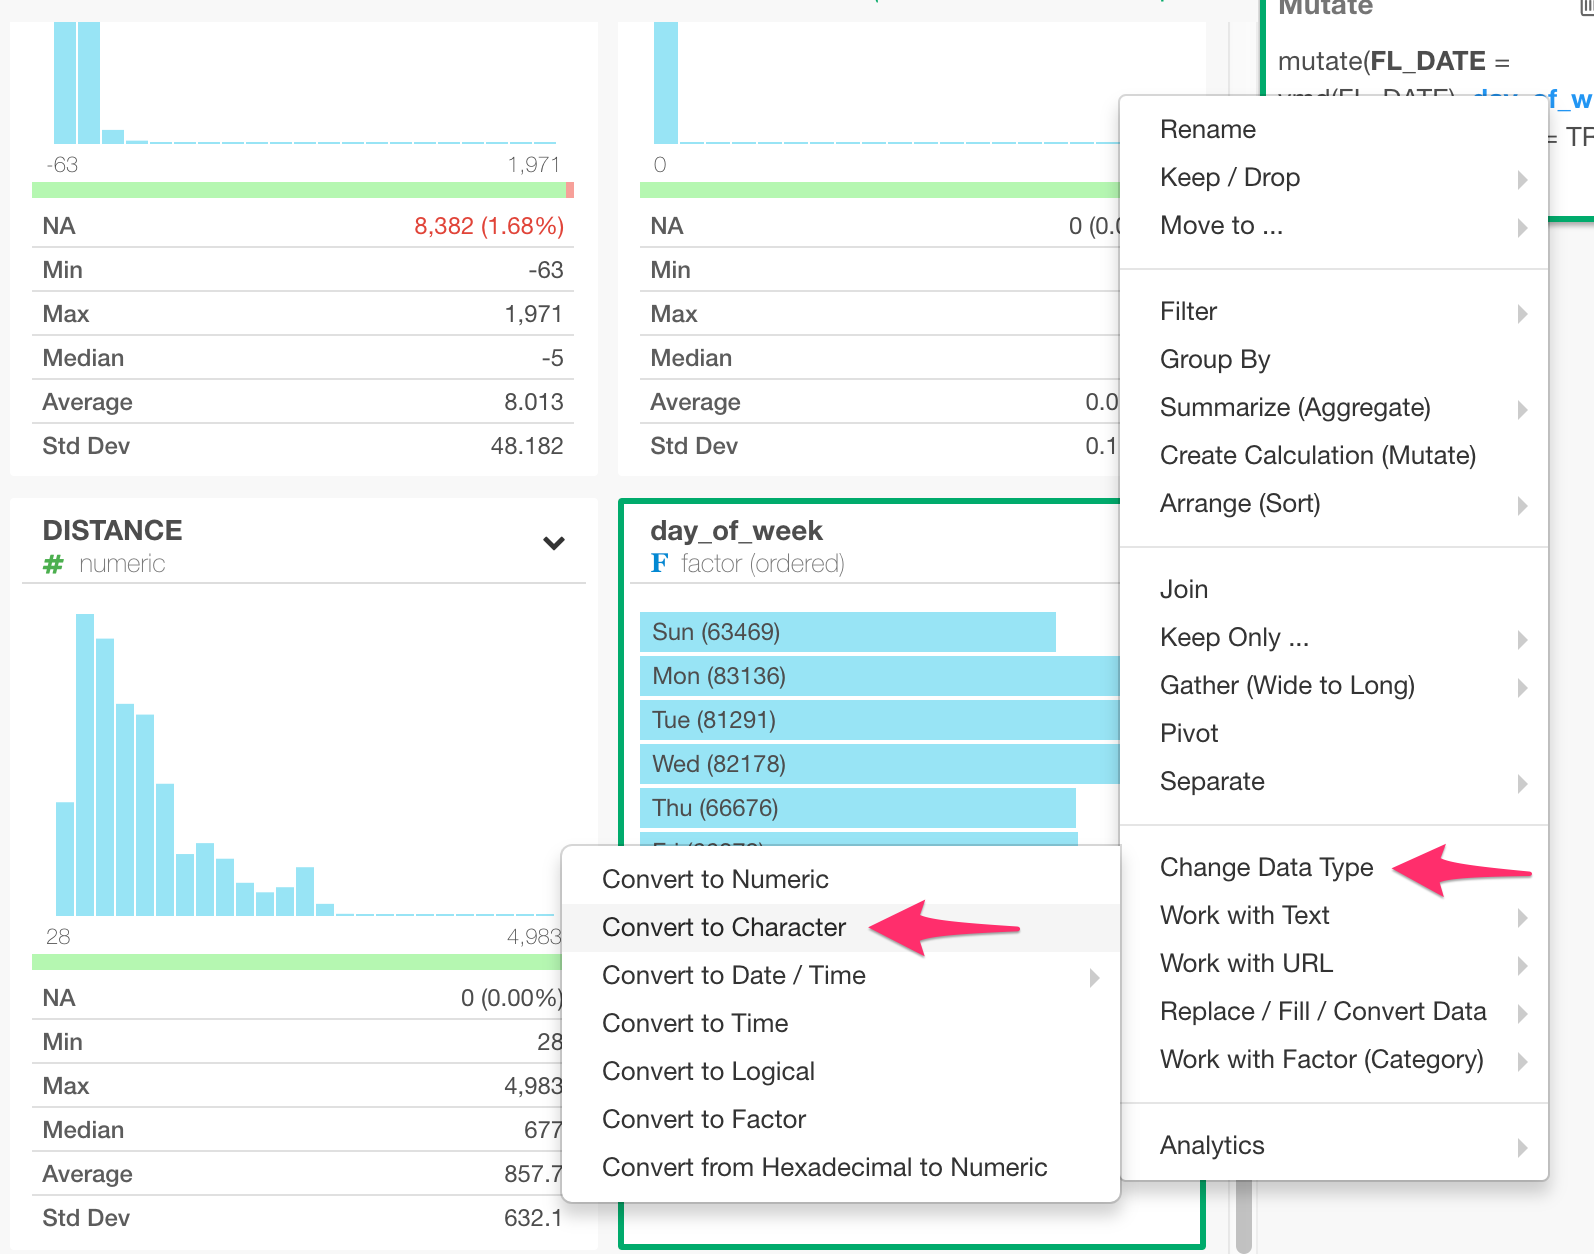 -63 1,971
NA 8,382 (1.68%)
Min -63
Max 1,971
Median -5
Average 8.013
Std Dev 48.182
0
NA 0 (0.0
Min
Max
Median
Average 0.0
Std Dev 0.1
Mutate
mutate(FL_DATE =
ymd(FL_DATE), day_of_w
= TR
DISTANCE
# numeric
28 4,983
NA 0 (0.00%)
Min 28
Max 4,983
Median 677
Average 857.7
Std Dev 632.1
day_of_week
F factor (ordered)
Sun (63469)
Mon (83136)
Tue (81291)
Wed (82178)
Thu (66676)
Rename
Keep / Drop
Move to ...
Filter
Group By
Summarize (Aggregate)
Create Calculation (Mutate)
Arrange (Sort)
Join
Keep Only ...
Gather (Wide to Long)
Pivot
Separate
Change Data Type
Work with Text
Work with URL
Replace / Fill / Convert Data
Work with Factor (Category)
Analytics
Convert to Numeric
Convert to Character
Convert to Date / Time
Convert to Time
Convert to Logical
Convert to Factor
Convert from Hexadecimal to Numeric